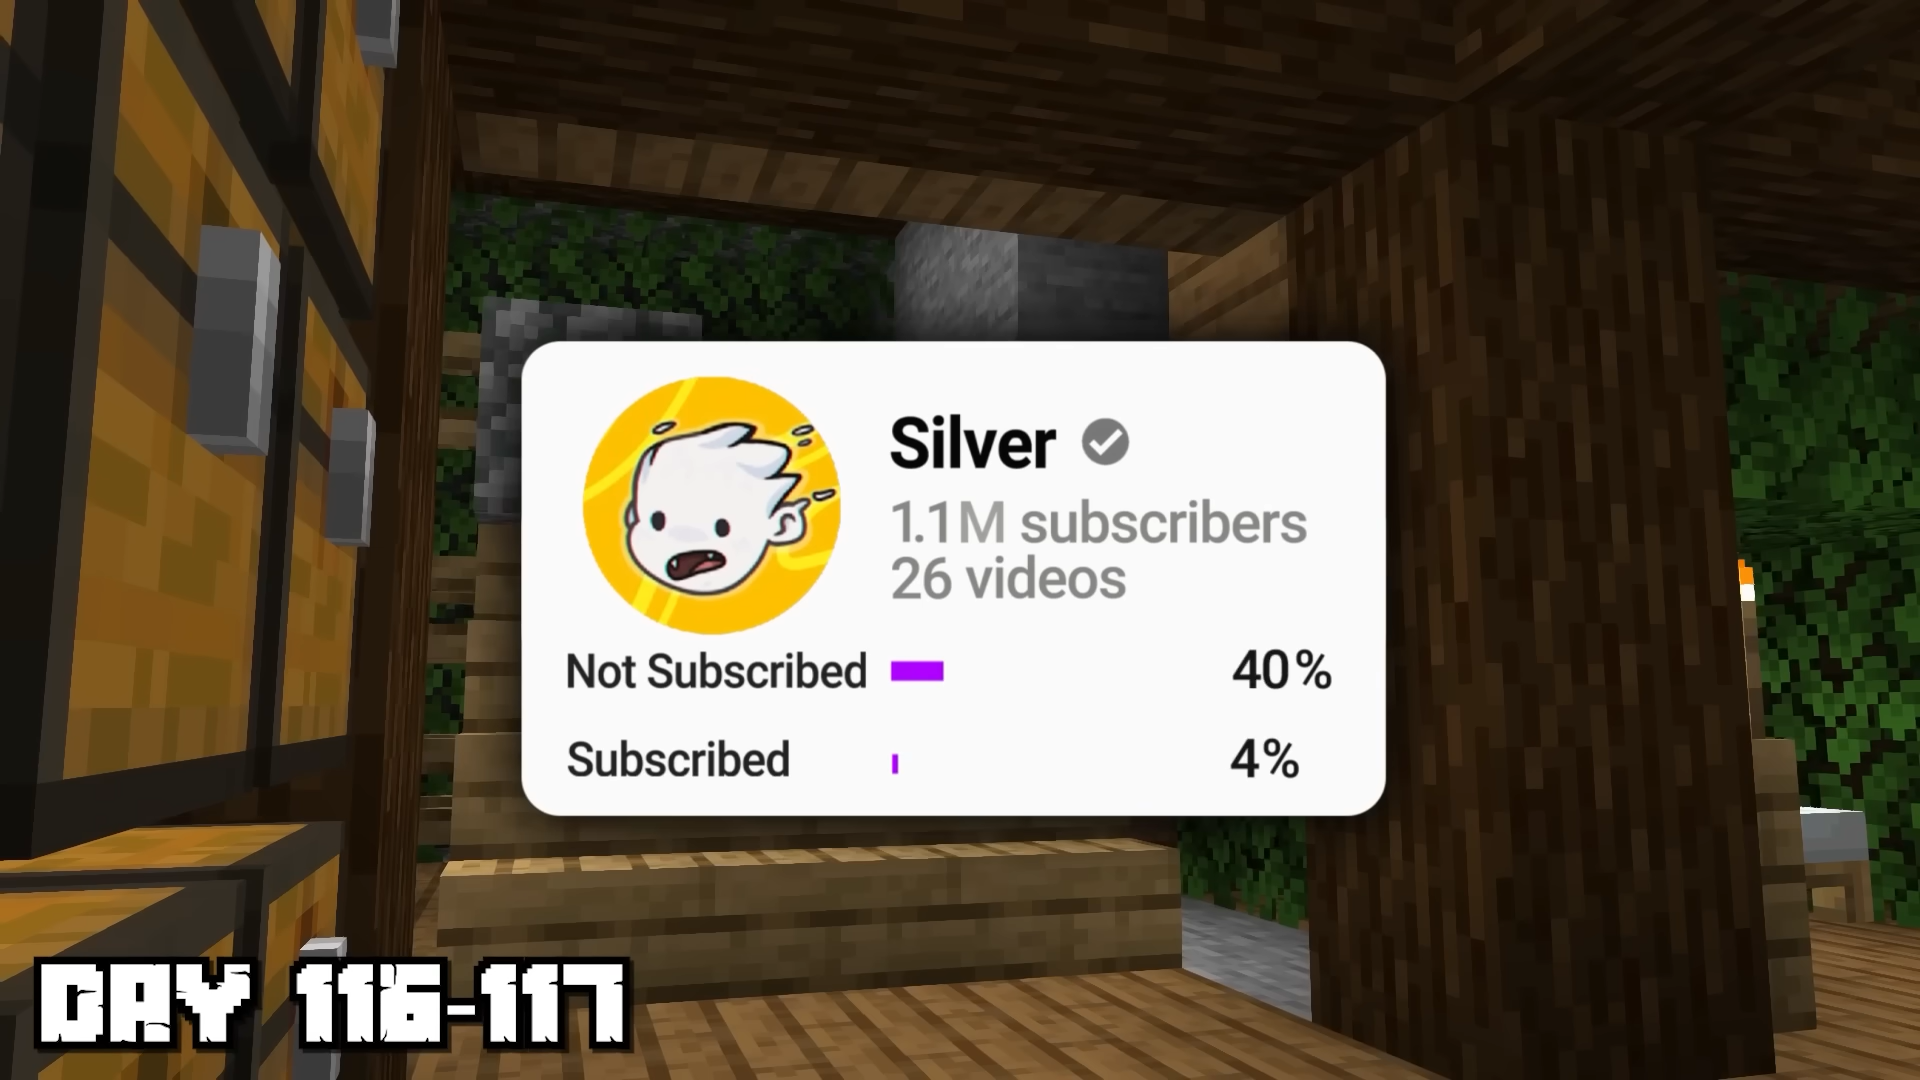 Silver
1.1M subscribers
26 videos
Not Subscribed 40%
Subscribed 4%
DAY 116-117